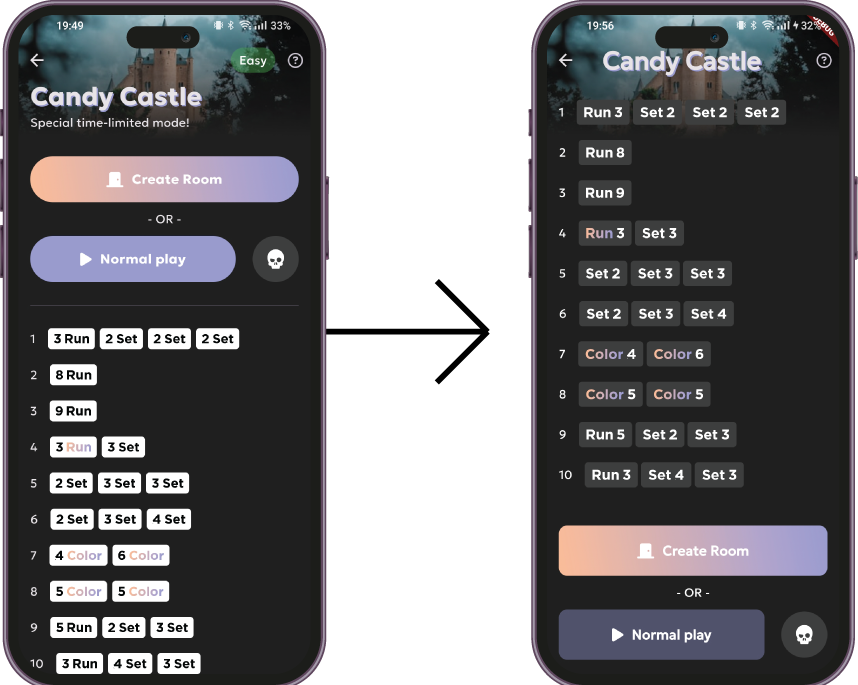 19:49 33%
Easy
Candy Castle
Special time-limited mode!
Create Room
- OR -
Normal play
1 3 Run 2 Set 2 Set 2 Set
2 8 Run
3 9 Run
4 3 Run 3 Set
5 2 Set 3 Set 3 Set
6 2 Set 3 Set 4 Set
7 4 Color 6 Color
8 5 Color 5 Color
9 5 Run 2 Set 3 Set
10 3 Run 4 Set 3 Set
19:56 32%
DEBUG
Candy Castle
1 Run 3 Set 2 Set 2 Set 2
2 Run 8
3 Run 9
4 Run 3 Set 3
5 Set 2 Set 3 Set 3
6 Set 2 Set 3 Set 4
7 Color 4 Color 6
8 Color 5 Color 5
9 Run 5 Set 2 Set 3
10 Run 3 Set 4 Set 3
Create Room
- OR -
Normal play